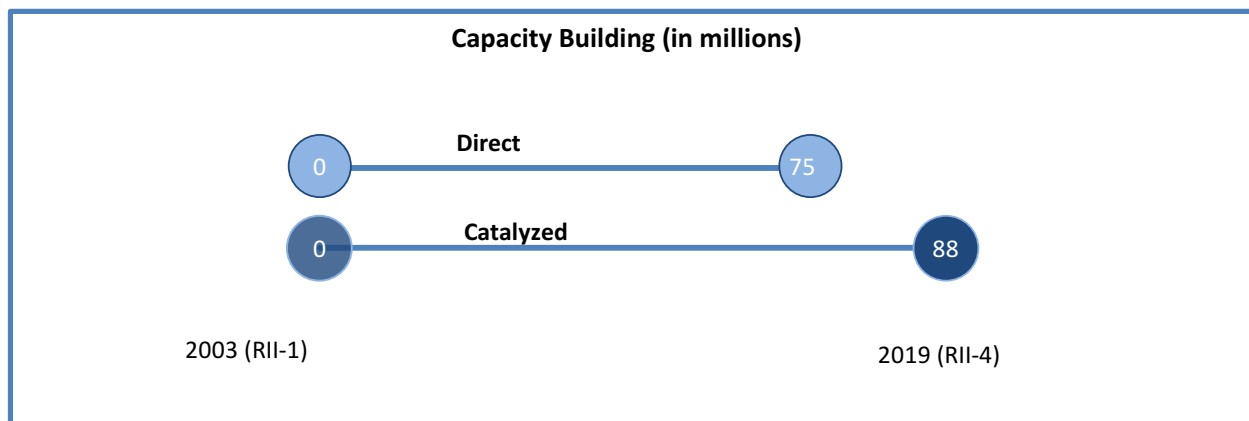 Capacity Building (in millions)
Direct
0
75
Catalyzed
0
88
2003 (RII-1)
2019 (RII-4)